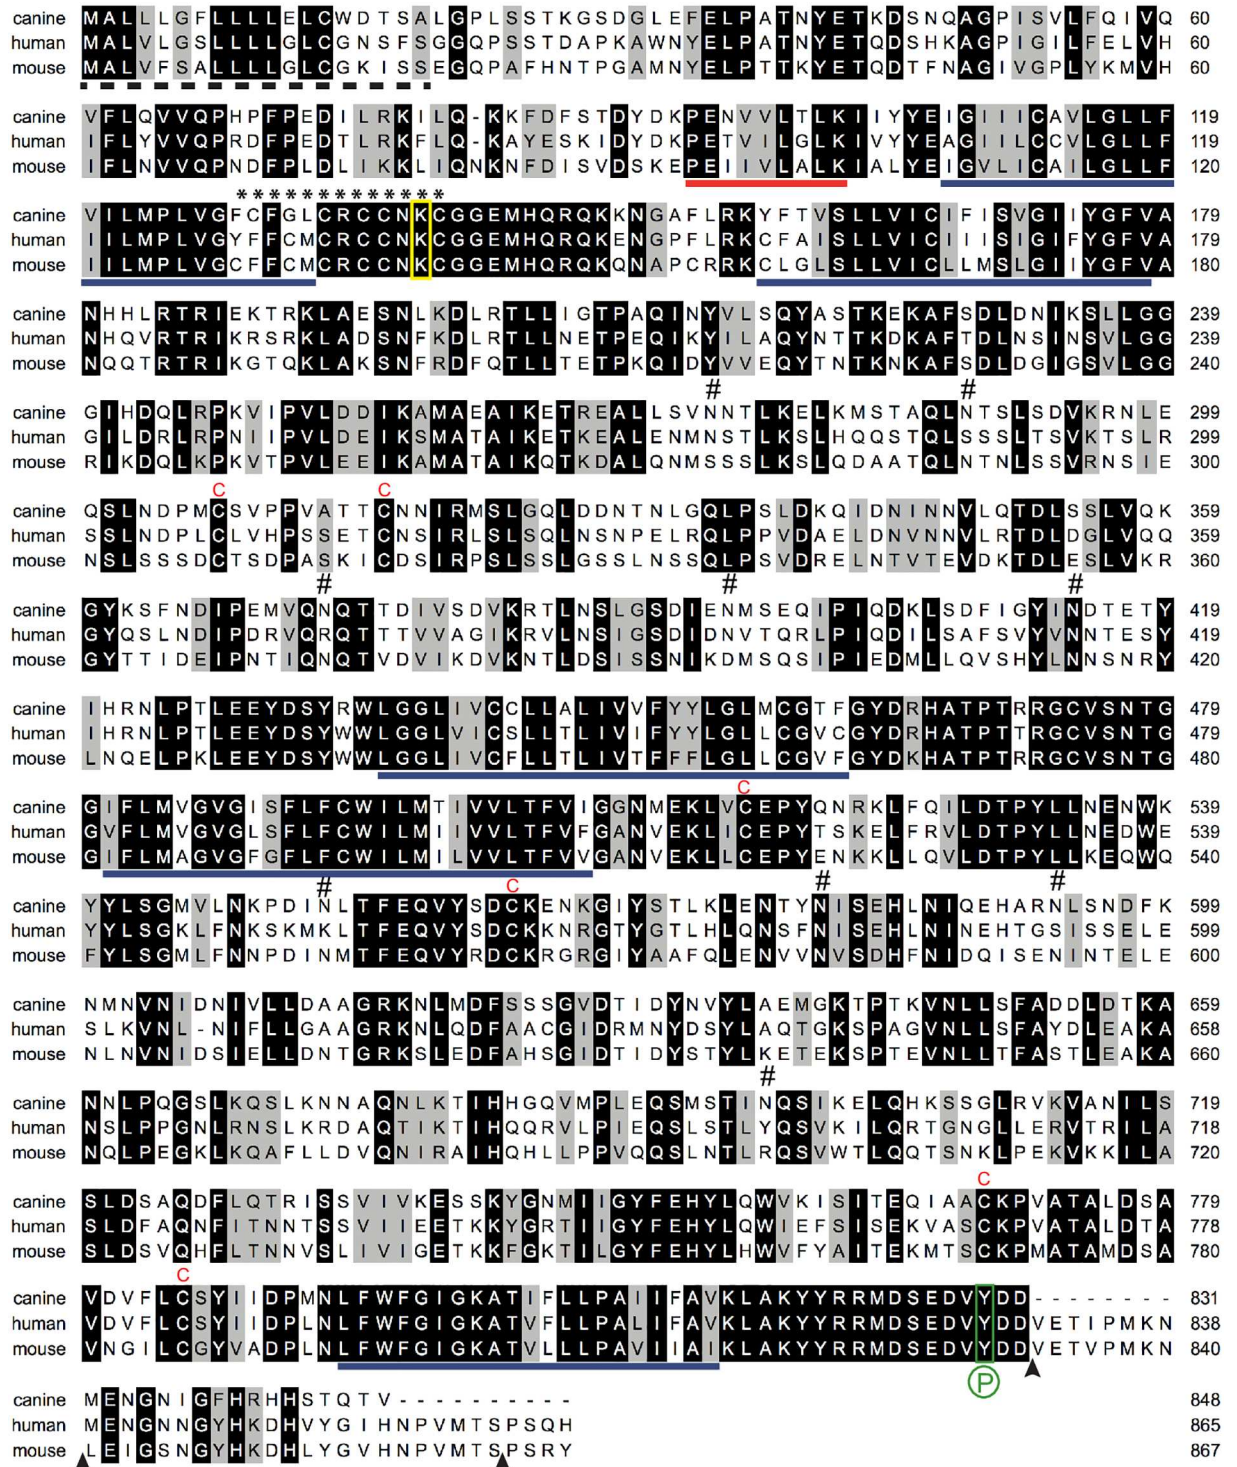 canine MALLLGFLLLLELCWDTSALGPLSSTKGSDGLEFELPATNYETKDSNQAGPISVLFQIVQ 60
human MALVLGSLLLLGLCGNSFSGGQPSSTDAPKAWNYELPATNYETQDSHKAGPIGILFELVH 60
mouse MALVFSALLLLGLCGKISSEGQPAFHNTPGAMNYELPTTKYETQDTFNAGIVGPLYKMVH 60
canine VFLQVVQPHPFPEDILRKILQ-KKFDFSTDYDKPENVVLTLKIIYYEIGIIICAVLGLLF 119
human IFLYVVQPRDFPEDTLRKFLQ-KAYESKIDYDKPETVILGLKIVYYEAGIILCCVLGLLF 119
mouse IFLNVVQPNDFPLDLIKKLIQNKNFDISVDSKEPEIIVLALKIALYEIGVLICAILGLLF 120
*************
canine VILMPLVGFCFGLCRCCNKCGGEMHQRQKKNGAFLRKYFTVSLLVICIFISVGIIYGFVA 179
human IILMPLVGYFFCMCRCCNKCGGEMHQRQKENGPFLRKCFAISLLVICIIISIGIFYGFVA 179
mouse IILMPLVGCFFCMCRCCNKCGGEMHQRQKQNAPCRRKCLGLSLLVICLLMSLGIIYGFVA 180
canine NHHLRTRIEKTRKLAESNLKDLRTLLIGTPAQINYVLSQYASTKEKAFSDLDNIKSLLGG 239
human NHQVRTRIKRSRKLADSNFKDLRTLLNETPEQIKYILAQYNTTKDKAFTDLNSINSVLGG 239
mouse NQQTRTRIKGTQKLAKSNFRDFQTLLTETPKQIDYVVEQYTNTKNKAFSDLDGIGSVLGG 240
# #
canine GIHDQLRPKVIPVLDDIKAMAEAIKETREALLSVNNTLKELKMSTAQLNTSLSDVKRNLE 299
human GILDRLRPNIIPVLDEIKSMATAIKETKEALENMNSTLKSLHQQSTQLSSSLTSVKTSLR 299
mouse RIKDQLKPKVTPVLEEIKAMATAIKQTKDALQNMSSSLKSLQDAATQLNTNLSSVRNSIE 300
C C
canine QSLNDPMCSVPPVATTCNNIRMSLGQLDDNTNLGQLPSLDKQIDNINNVLQTDLSSLVQK 359
human SSLNDPLCLVHPSSETCNSIRLSLSQLNSNPELRQLPPVDAELDNVNNVLRTDLDGLVQQ 359
mouse NSLSSSDCTSDPASKICDSIRPSLSSLGSSLNSSQLPSVDRELNTVTEVDKTDLESLVKR 360
# # #
canine GYKSFNDIPEMVQNQTTDIVSDVKRTLNSLGSDIENMSEQIPIQDKLSDFIGYINDTETY 419
human GYQSLNDIPDRVQRQTTTVVAGIKRVLNSIGSDIDNVTQRLPIQDILSAFSVYVNNTESY 419
mouse GYTTIDEIPNTIQNQTVDVIKDVKNTLDSISSNIKDMSQSIPIEDMLLQVSHYLNNSNRY 420
canine IHRNLPTLEEYDSYRWLGGLIVCCLLALIVVFYYLGLMCGTFGYDRHATPTRRGCVSNTG 479
human IHRNLPTLEEYDSYWWLGGLVICSLLTLIVIFYYLGLLCGVCGYDRHATPTTRGCVSNTG 479
mouse LNQELPKLEEYDSYWWLGGLIVCFLLTLIVTFFFLGLLCGVFGYDKHATPTRRGCVSNTG 480
C
canine GIFLMVGVGISFLFCWILMTIVVLTFVIGGNMEKLVCEPYQNRKLFQILDTPYLLNENWK 539
human GVFLMVGVGLSFLFCWILMIIVVLTFVFGANVEKLICEPYTSKELFRVLDTPYLLNEDWE 539
mouse GIFLMAGVGFGFLFCWILMILVVLTFVVGANVEKLLCEPYENKKLLQVLDTPYLLKEQWQ 540
# C # #
canine YYLSGMVLNKPDINLTFEQVYSDCKENKGIYSTLKLENTYNISEHLNIQEHARNLSNDFK 599
human YYLSGKLFNKSKMKLTFEQVYSDCKKNRGTYGTLHLQNSFNISEHLNINEHTGSISSELE 599
mouse FYLSGMLFNNPDINMTFEQVYRDCKRGRGIYAAFQLENVVNVSDHFNIDQISENINTELE 600
canine NMNVNIDNIVLLDAAGRKNLMDFSSSGVDTIDYNVYLAEMGKTPTKVNLLSFADDLDTKA 659
human SLKVNL-NIFLLGAAGRKNLQDFAACGIDRMNYDSYLAQTGKSPAGVNLLSFAYDLEAKA 658
mouse NLNVNIDSIELLDNTGRKSLEDFAHSGIDTIDYSTYLKETEKSPTEVNLLTFASTLEAKA 660
#
canine NNLPQGSLKQSLKNNAQNLKTIHHGQVMPLEQSMSTINQSIKELQHKSSGLRVKVANILS 719
human NSLPPGNLRNSLKRDAQTIKTIHQQRVLPIEQSLSTLYQSVKILQRTGNGLLERVTRILA 718
mouse NQLPEGKLKQAFLLDVQNIRAIHQHLLPPVQQSLNTLRQSVWTLQQTSNKLPEKVKKILA 720
C
canine SLDSAQDFLQTRISSVIVKESSKYGNMIIGYFEHYLQWVKISITEQIAACKPVATALDSA 779
human SLDFAQNFITNNTSSVIIEETKKYGRTIIGYFEHYLQWIEFSISEKVASCKPVATALDTA 778
mouse SLDSVQHFLTNNVSLIVIGETKKFGKTILGYFEHYLHWVFYAITEKMTSCKPMATAMDSA 780
C
canine VDVFLCSYIIDPMNLFWFGIGKATIFLLPAIIFAVKLAKYYRRMDSEDVYDD-------- 831
human VDVFLCSYIIDPLNLFWFGIGKATVFLLPALIFAVKLAKYYRRMDSEDVYDDVETIPMKN 838
mouse VNGILCGYVADPLNLFWFGIGKATVLLLPAVIIAIKLAKYYRRMDSEDVYDDVETVPMKN 840
P
canine MENGNIGFHRHHSTQTV---------- 848
human MENGNNGYHKDHVYGIHNPVMTSPSQH 865
mouse LEIGSNGYHKDHLYGVHNPVMTSPSRY 867